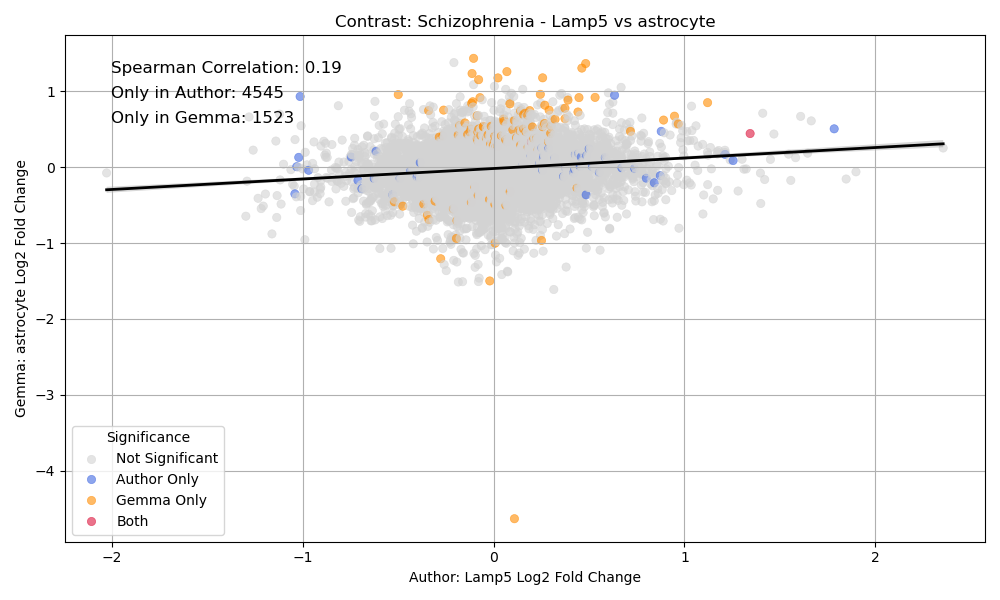 Contrast: Schizophrenia - Lamp5 vs astrocyte
Spearman Correlation: 0.19
Only in Author: 4545
Only in Gemma: 1523
Gemma: astrocyte Log2 Fold Change
1
0
−1
−2
−3
−4
Significance
Not Significant
Author Only
Gemma Only
Both
−2
−1
0
1
2
Author: Lamp5 Log2 Fold Change